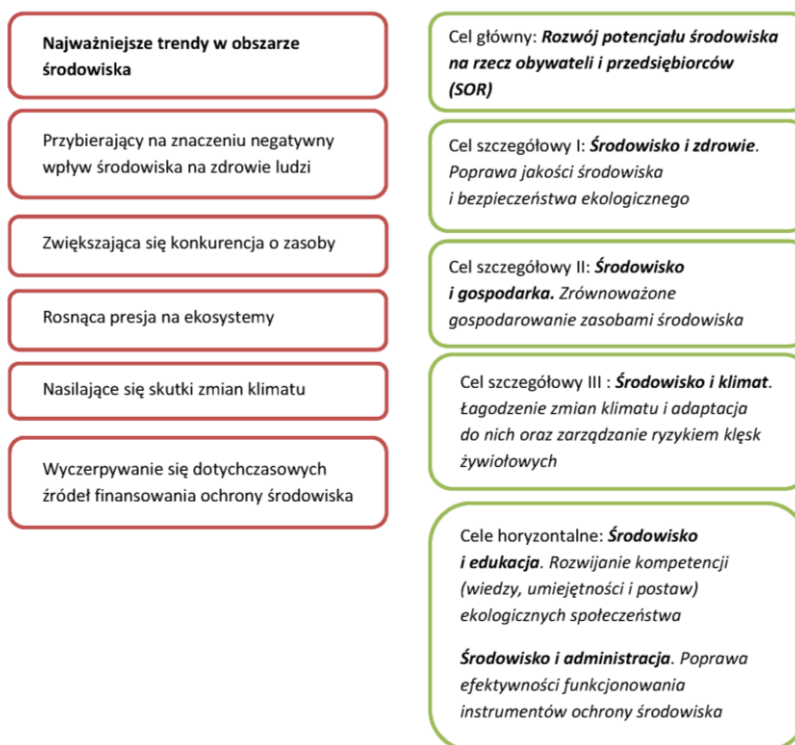 Najważniejsze trendy w obszarze
środowiska
Przybierający na znaczeniu negatywny
wpływ środowiska na zdrowie ludzi
Zwiększająca się konkurencja o zasoby
Rosnąca presja na ekosystemy
Nasilające się skutki zmian klimatu
Wyczerpywanie się dotychczasowych
źródeł finansowania ochrony środowiska
Cel główny: Rozwój potencjału środowiska
na rzecz obywateli i przedsiębiorców
(SOR)
Cel szczegółowy I: Środowisko i zdrowie.
Poprawa jakości środowiska
i bezpieczeństwa ekologicznego
Cel szczegółowy II: Środowisko
i gospodarka. Zrównoważone
gospodarowanie zasobami środowiska
Cel szczegółowy III : Środowisko i klimat.
Łagodzenie zmian klimatu i adaptacja
do nich oraz zarządzanie ryzykiem klęsk
żywiołowych
Cele horyzontalne: Środowisko
i edukacja. Rozwijanie kompetencji
(wiedzy, umiejętności i postaw)
ekologicznych społeczeństwa
Środowisko i administracja. Poprawa
efektywności funkcjonowania
instrumentów ochrony środowiska